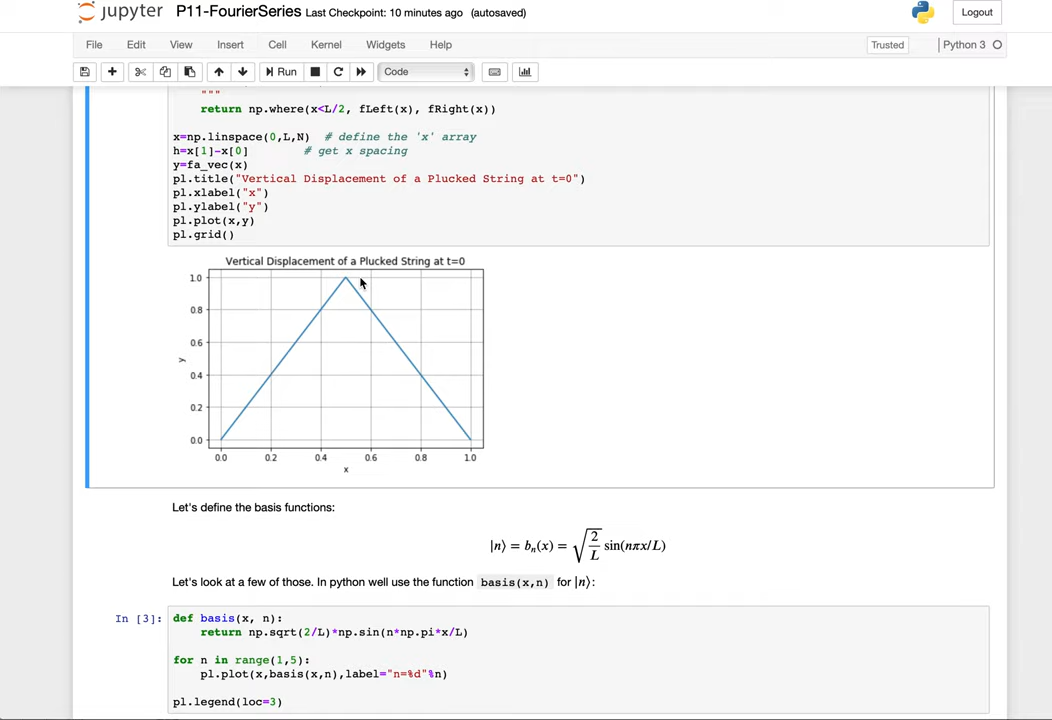 jupyter P11-FourierSeries Last Checkpoint: 10 minutes ago (autosaved)
Logout
File Edit View Insert Cell Kernel Widgets Help
Trusted Python 3
Run Code
"""
return np.where(x<L/2, fLeft(x), fRight(x))
x=np.linspace(0,L,N) # define the 'x' array
h=x[1]-x[0] # get x spacing
y=fa_vec(x)
pl.title("Vertical Displacement of a Plucked String at t=0")
pl.xlabel("x")
pl.ylabel("y")
pl.plot(x,y)
pl.grid()
Vertical Displacement of a Plucked String at t=0
1.0
0.8
0.6
y
0.4
0.2
0.0
0.0 0.2 0.4 0.6 0.8 1.0
x
Let's define the basis functions:
|n⟩ = bₙ(x) = √(2/L) sin(nπx/L)
Let's look at a few of those. In python well use the function basis(x,n) for |n⟩:
In [3]: def basis(x, n):
return np.sqrt(2/L)*np.sin(n*np.pi*x/L)
for n in range(1,5):
pl.plot(x,basis(x,n),label="n=%d"%n)
pl.legend(loc=3)